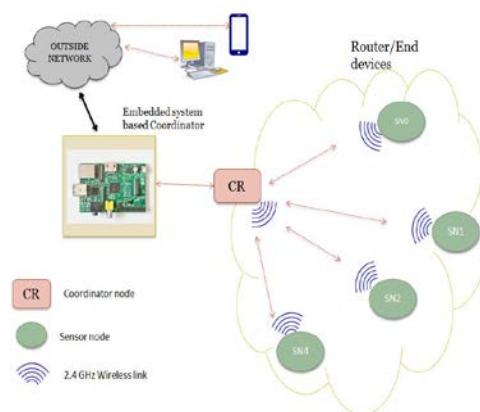 OUTSIDE
NETWORK
Router/End
devices
Embedded system
based Coordinator
SN0
CR
SN1
SN2
SN4
CR
Coordinator node
Sensor node
2.4 GHz Wireless link